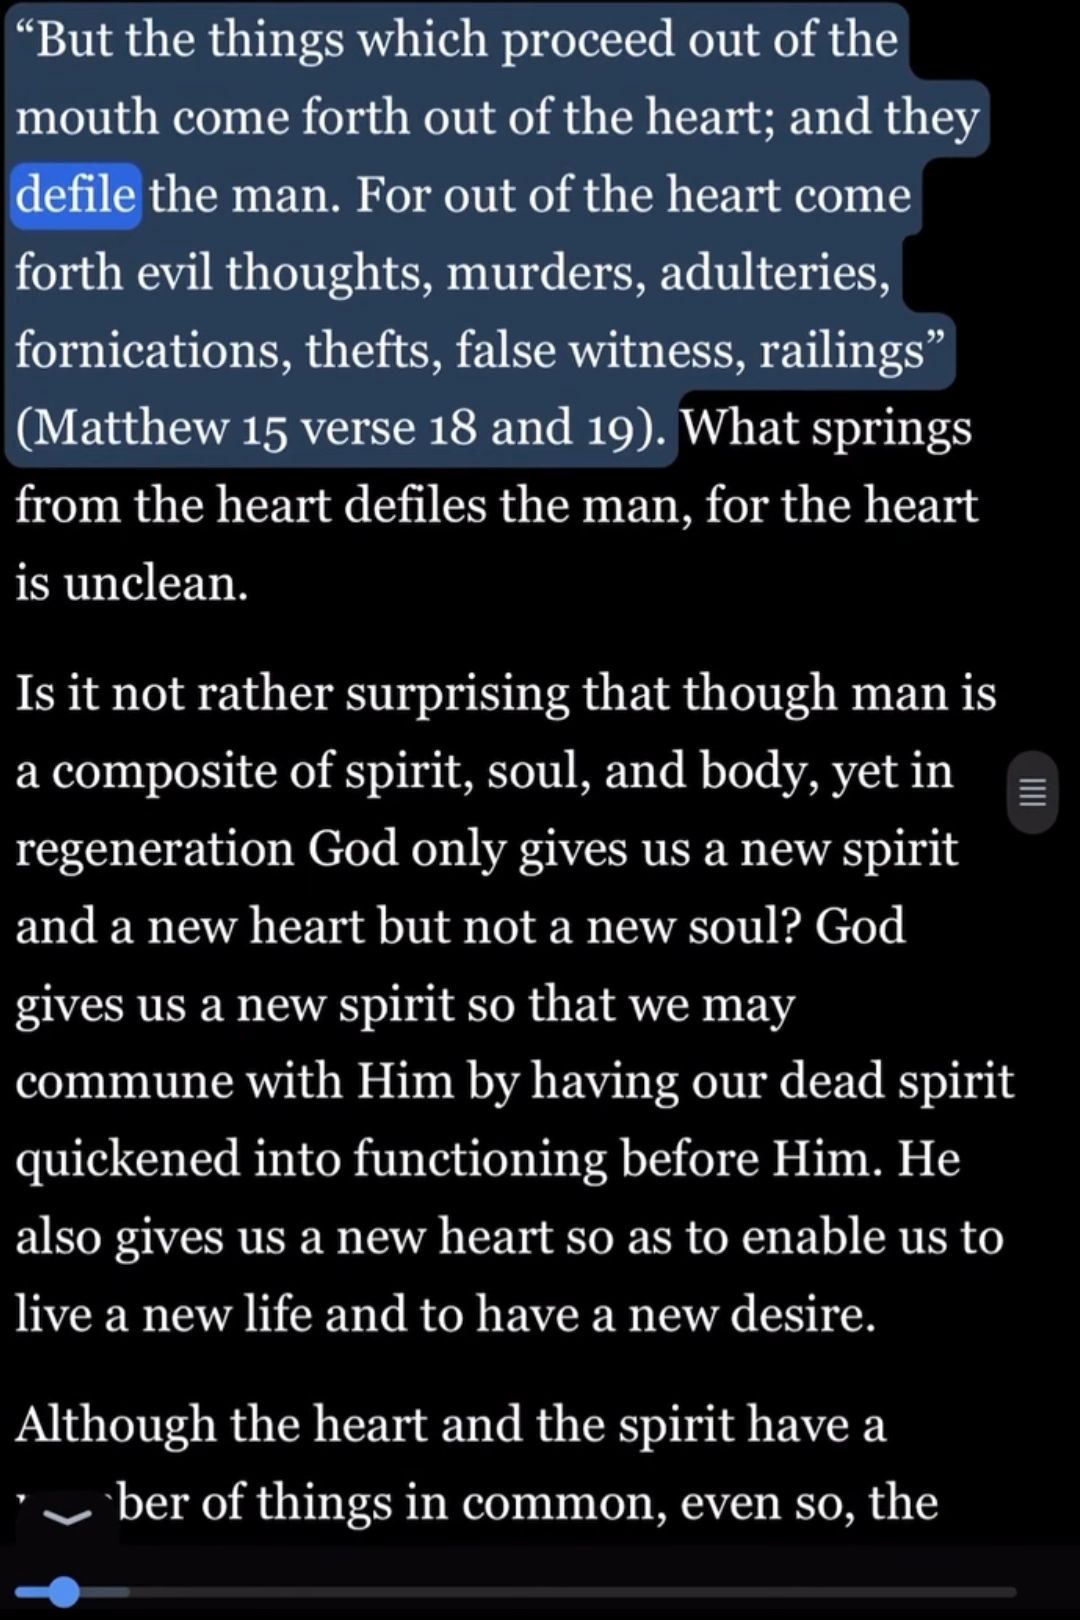 “But the things which proceed out of the
mouth come forth out of the heart; and they
defile the man. For out of the heart come
forth evil thoughts, murders, adulteries,
fornications, thefts, false witness, railings”
(Matthew 15 verse 18 and 19). What springs
from the heart defiles the man, for the heart
is unclean.
Is it not rather surprising that though man is
a composite of spirit, soul, and body, yet in
regeneration God only gives us a new spirit
and a new heart but not a new soul? God
gives us a new spirit so that we may
commune with Him by having our dead spirit
quickened into functioning before Him. He
also gives us a new heart so as to enable us to
live a new life and to have a new desire.
Although the heart and the spirit have a
of things in common, even so, the